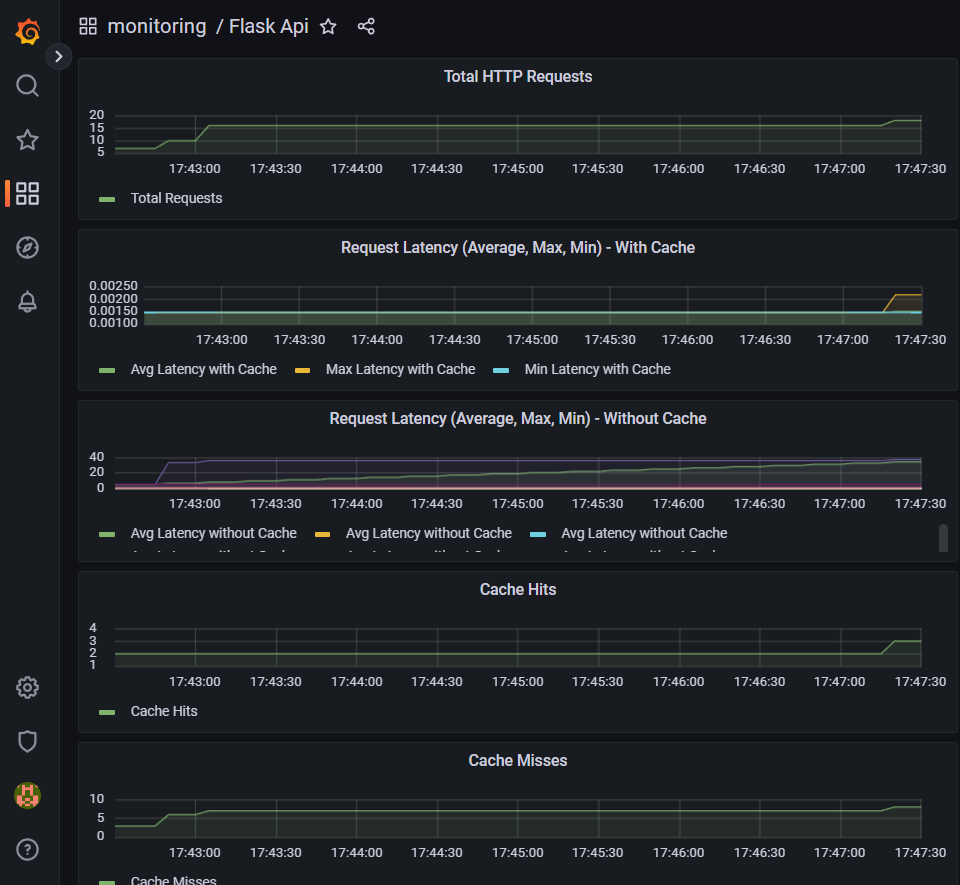 monitoring / Flask Api
Total HTTP Requests
20
15
10
5
17:43:00 17:43:30 17:44:00 17:44:30 17:45:00 17:45:30 17:46:00 17:46:30 17:47:00 17:47:30
Total Requests
Request Latency (Average, Max, Min) - With Cache
0.00250
0.00200
0.00150
0.00100
17:43:00 17:43:30 17:44:00 17:44:30 17:45:00 17:45:30 17:46:00 17:46:30 17:47:00 17:47:30
Avg Latency with Cache Max Latency with Cache Min Latency with Cache
Request Latency (Average, Max, Min) - Without Cache
40
20
0
17:43:00 17:43:30 17:44:00 17:44:30 17:45:00 17:45:30 17:46:00 17:46:30 17:47:00 17:47:30
Avg Latency without Cache Avg Latency without Cache Avg Latency without Cache
Cache Hits
4
3
2
1
17:43:00 17:43:30 17:44:00 17:44:30 17:45:00 17:45:30 17:46:00 17:46:30 17:47:00 17:47:30
Cache Hits
Cache Misses
10
5
0
17:43:00 17:43:30 17:44:00 17:44:30 17:45:00 17:45:30 17:46:00 17:46:30 17:47:00 17:47:30
Cache Misses